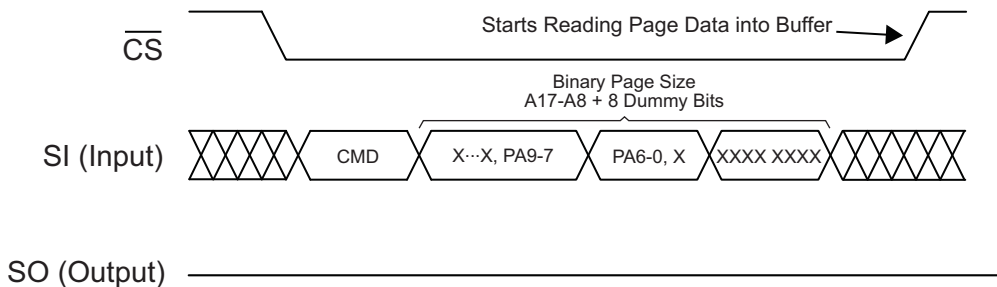 Starts Reading Page Data into Buffer
CS
Binary Page Size
A17-A8 + 8 Dummy Bits
SI (Input)
CMD
X···X, PA9-7
PA6-0, X
XXXX XXXX
SO (Output)